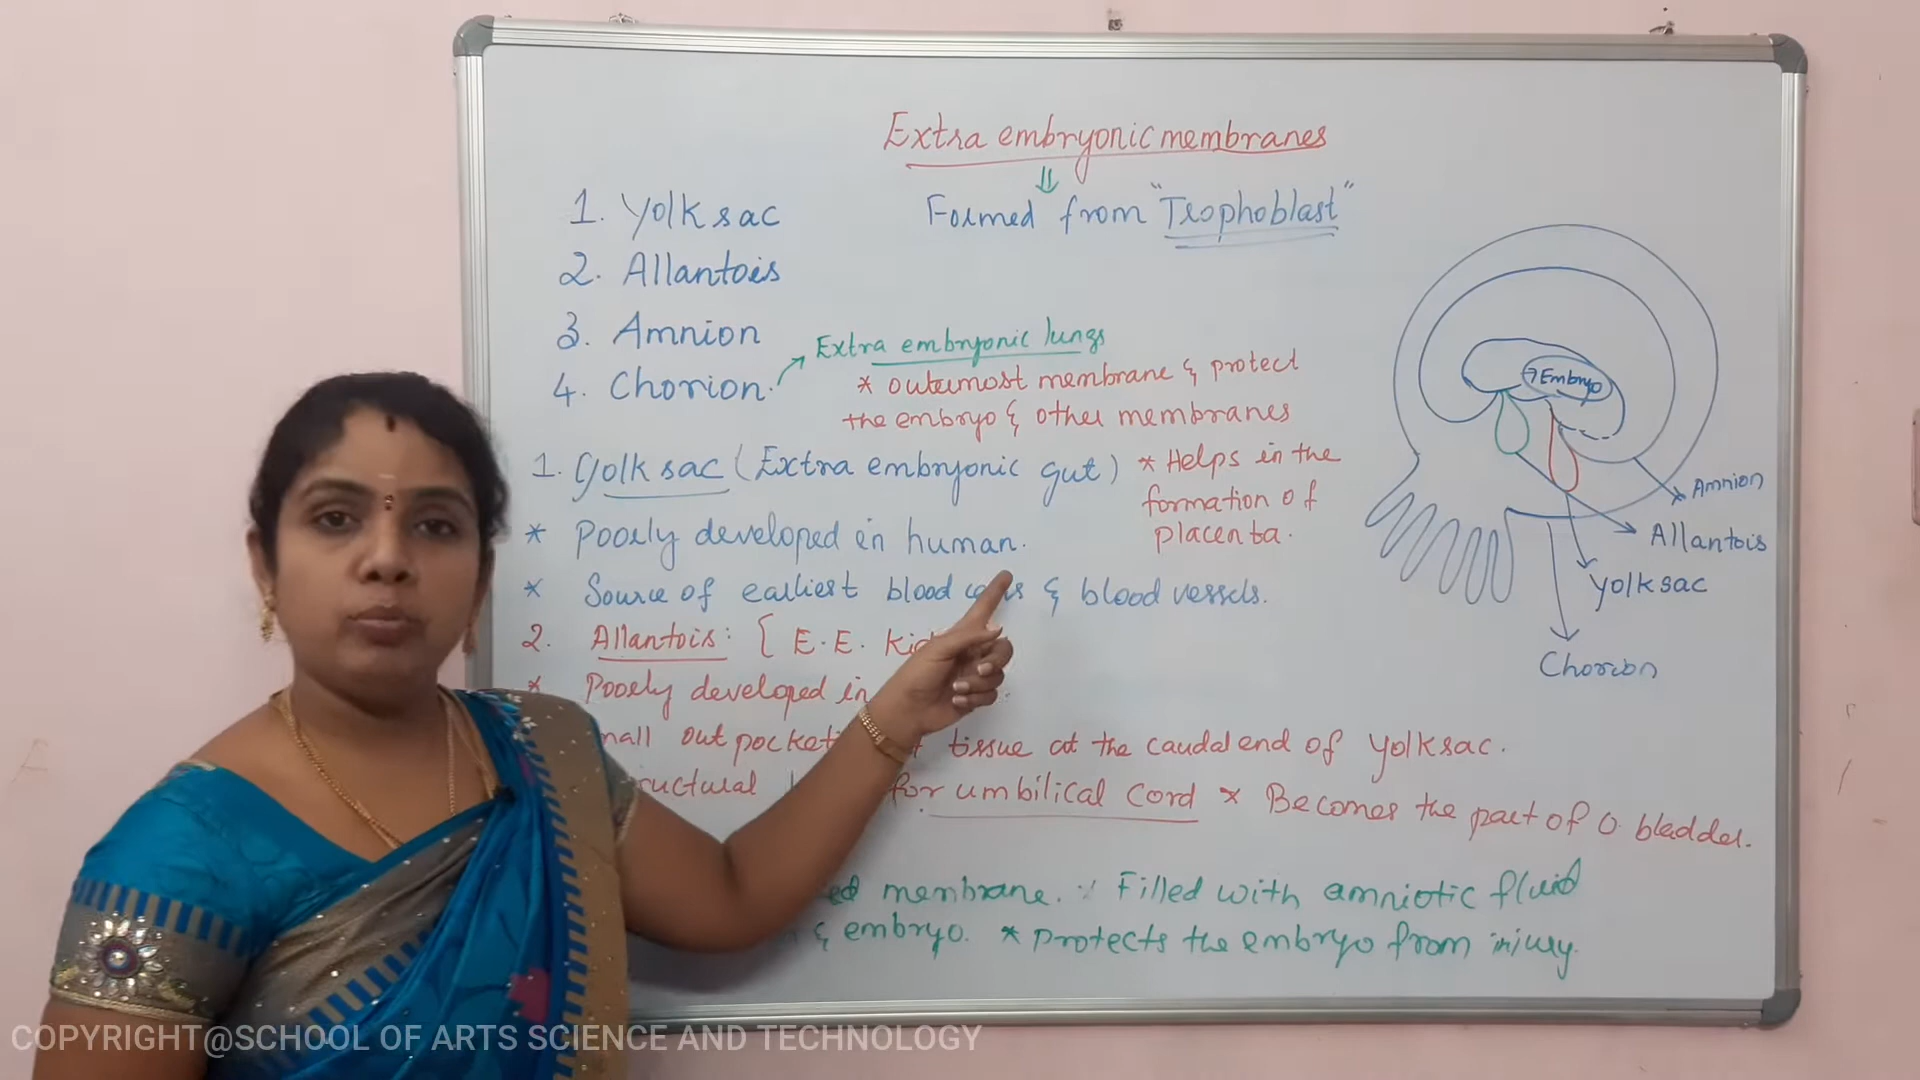 Extra embryonic membranes
⇓
1. Yolk sac
Formed from "Trophoblast"
2. Allantois
3. Amnion
Extra embryonic lungs
4. Chorion.
* outermost membrane & protect
the embryo & other membranes
1. Yolk sac (Extra embryonic gut)
* Helps in the
formation of
placenta.
* Poorly developed in human.
* Source of earliest blood & blood vessels.
2. Allantois: [ E.E.
* Poorly developed in
tissue at the caudal end of Yolk sac.
for umbilical cord * Becomes the part of U. bladder.
membrane. Filled with amniotic fluid
& embryo. * Protects the embryo from injury.
Embryo
Amnion
Allantois
Yolk sac
Chorion
COPYRIGHT@SCHOOL OF ARTS SCIENCE AND TECHNOLOGY